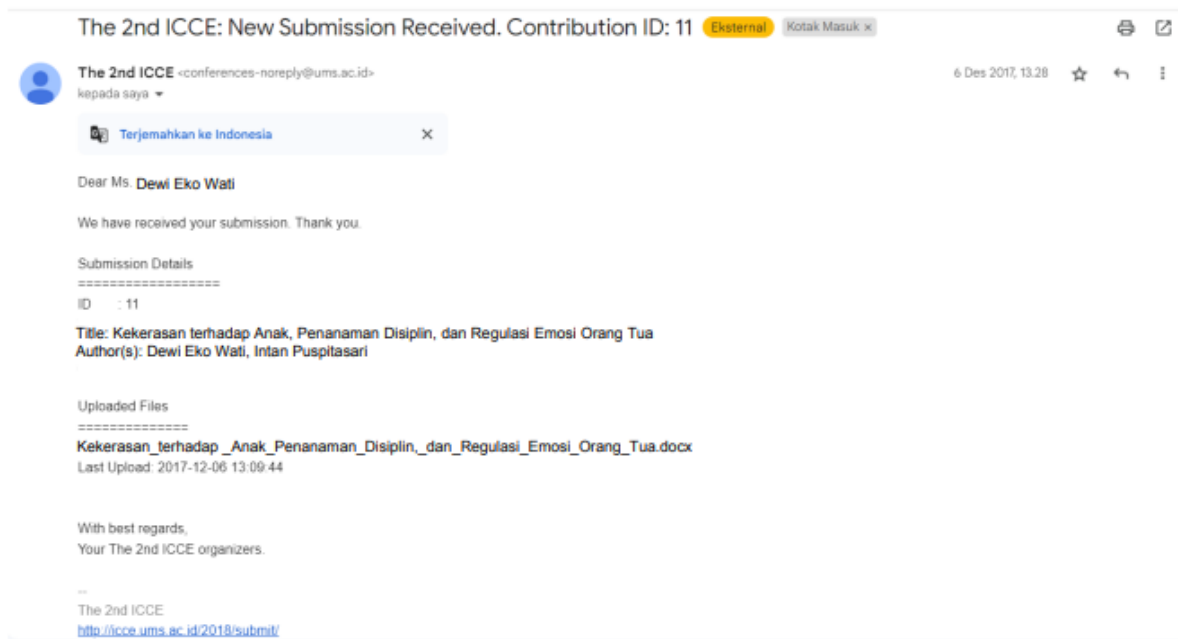 The 2nd ICCE: New Submission Received. Contribution ID: 11 Eksternal Kotak Masuk ×
The 2nd ICCE <conferences-noreply@ums.ac.id> 6 Des 2017, 13.28
kepada saya
Terjemahkan ke Indonesia
Dear Ms. Dewi Eko Wati
We have received your submission. Thank you.
Submission Details
==================
ID : 11
Title: Kekerasan terhadap Anak, Penanaman Disiplin, dan Regulasi Emosi Orang Tua
Author(s): Dewi Eko Wati, Intan Puspitasari
Uploaded Files
==============
Kekerasan_terhadap _Anak_Penanaman_Disiplin,_dan_Regulasi_Emosi_Orang_Tua.docx
Last Upload: 2017-12-06 13:09:44
With best regards,
Your The 2nd ICCE organizers.
--
The 2nd ICCE
http://icce.ums.ac.id/2018/submit/